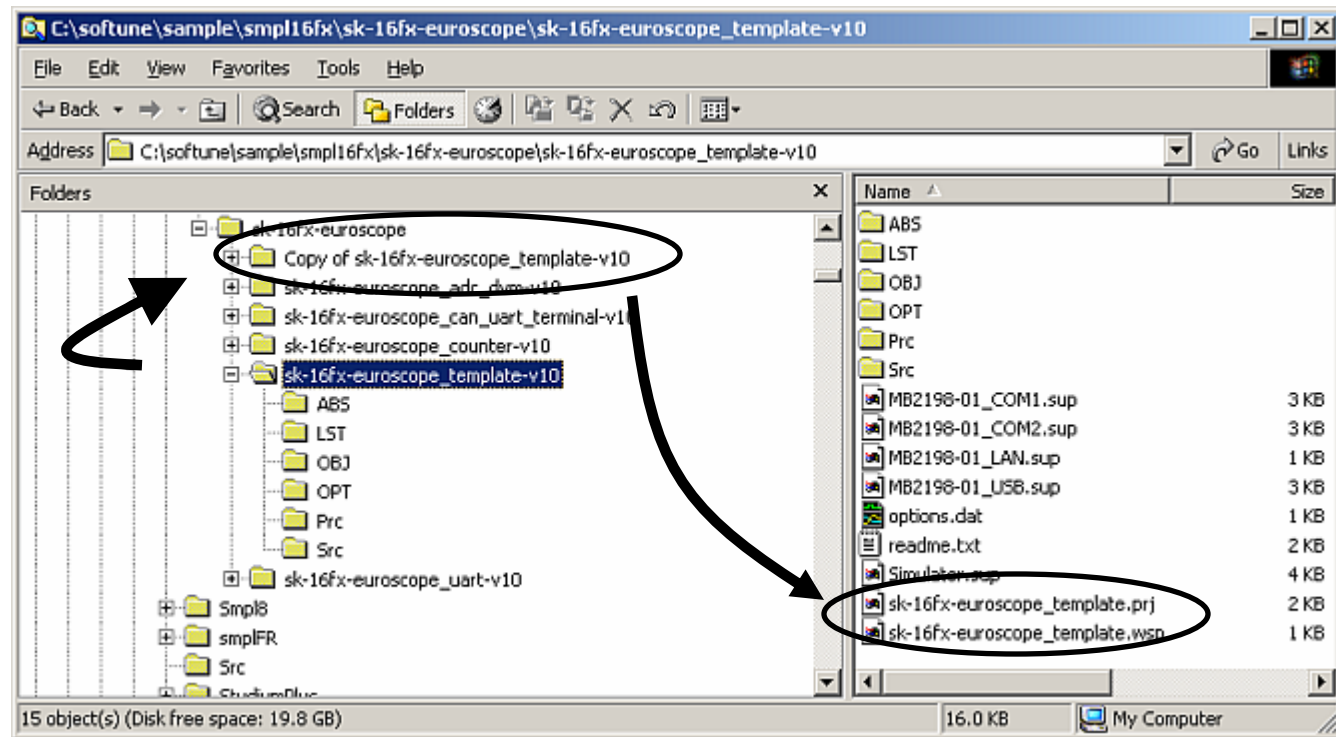 C:\softune\sample\smpl16fx\sk-16fx-euroscope\sk-16fx-euroscope_template-v10
File Edit View Favorites Tools Help
Back Search Folders
Address C:\softune\sample\smpl16fx\sk-16fx-euroscope\sk-16fx-euroscope_template-v10 Go Links
Folders
sk-16fx-euroscope
Copy of sk-16fx-euroscope_template-v10
sk-16fx-euroscope_adc_dvm-v10
sk-16fx-euroscope_can_uart_terminal-v10
sk-16fx-euroscope_counter-v10
sk-16fx-euroscope_template-v10
ABS
LST
OBJ
OPT
Prc
Src
sk-16fx-euroscope_uart-v10
Smpl8
smplFR
Src
StudiumPlus
Name Size
ABS
LST
OBJ
OPT
Prc
Src
MB2198-01_COM1.sup 3 KB
MB2198-01_COM2.sup 3 KB
MB2198-01_LAN.sup 1 KB
MB2198-01_USB.sup 3 KB
options.dat 1 KB
readme.txt 2 KB
Simulator.sup 4 KB
sk-16fx-euroscope_template.prj 2 KB
sk-16fx-euroscope_template.wsp 1 KB
15 object(s) (Disk free space: 19.8 GB) 16.0 KB My Computer